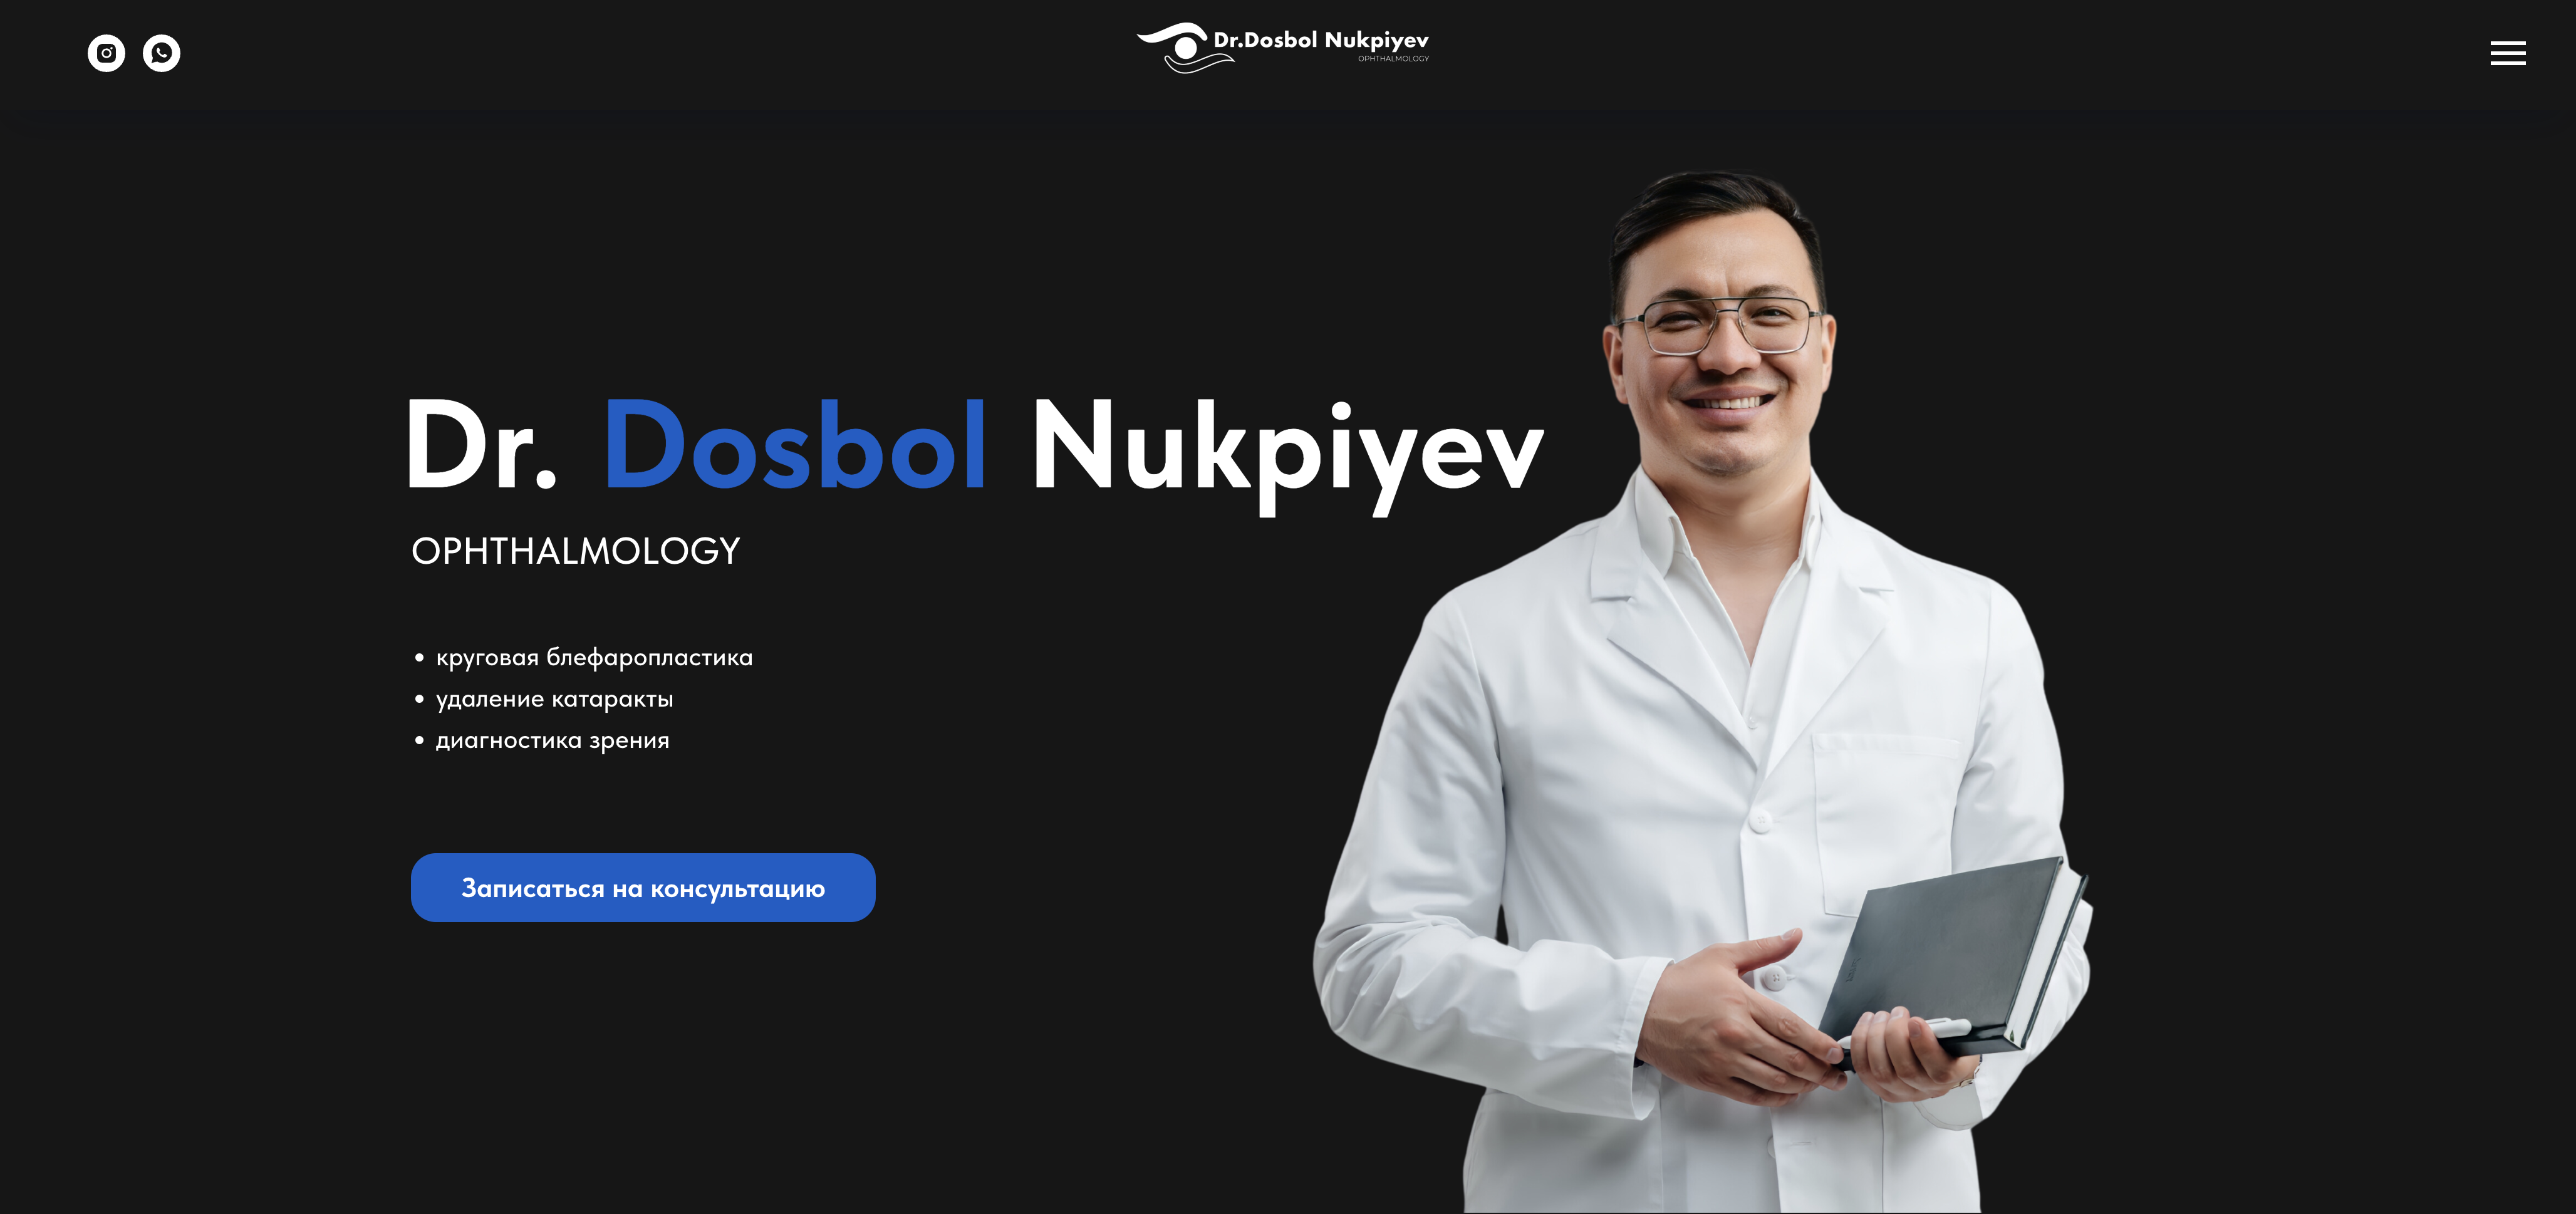 Dr.Dosbol Nukpiyev
OPHTHALMOLOGY
Dr. Dosbol Nukpiyev
OPHTHALMOLOGY
• круговая блефаропластика
• удаление катаракты
• диагностика зрения
Записаться на консультацию